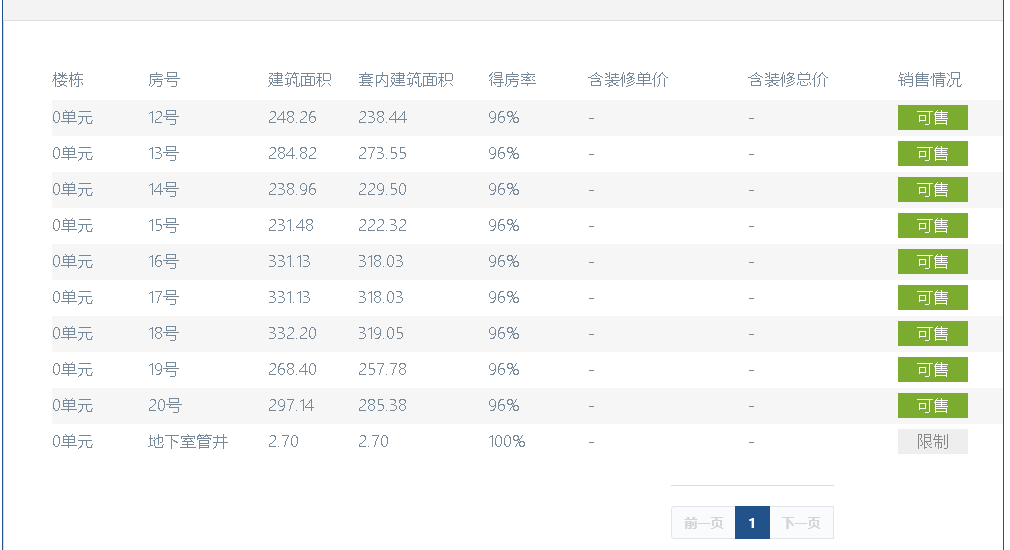 楼栋 房号 建筑面积 套内建筑面积 得房率 含装修单价 含装修总价 销售情况
0单元 12号 248.26 238.44 96% - - 可售
0单元 13号 284.82 273.55 96% - - 可售
0单元 14号 238.96 229.50 96% - - 可售
0单元 15号 231.48 222.32 96% - - 可售
0单元 16号 331.13 318.03 96% - - 可售
0单元 17号 331.13 318.03 96% - - 可售
0单元 18号 332.20 319.05 96% - - 可售
0单元 19号 268.40 257.78 96% - - 可售
0单元 20号 297.14 285.38 96% - - 可售
0单元 地下室管井 2.70 2.70 100% - - 限制
前一页 1 下一页